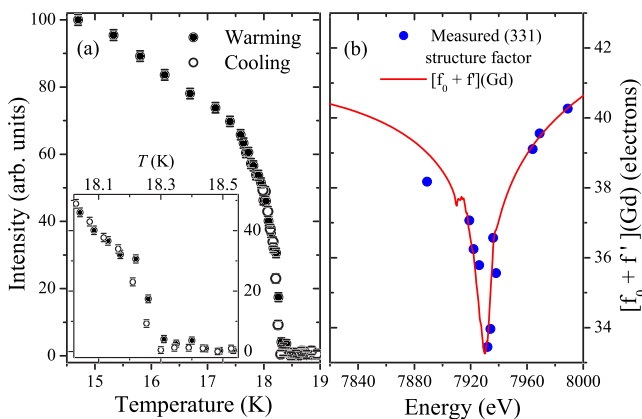 (a)
Warming
Cooling
Intensity (arb. units)
100
80
60
40
20
0
T (K)
18.1
18.3
18.5
40
20
0
15
16
17
18
19
Temperature (K)
(b)
Measured (331)
structure factor
[f₀ + f'](Gd)
42
40
38
36
34
[f₀ + f'](Gd) (electrons)
7840
7880
7920
7960
8000
Energy (eV)